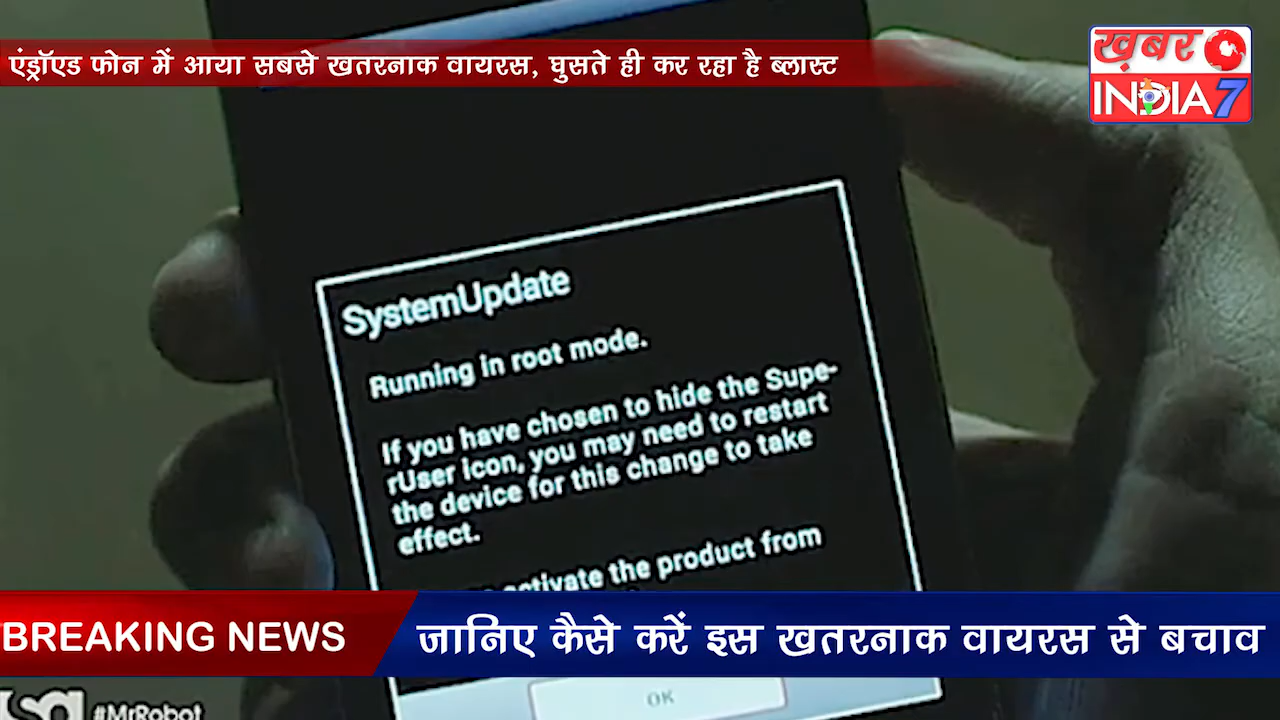 एंड्रॉएड फोन में आया सबसे खतरनाक वायरस, घुसते ही कर रहा है ब्लास्ट
ख़बर
INDIA 7
SystemUpdate
Running in root mode.
If you have chosen to hide the Supe-
rUser icon, you may need to restart
the device for this change to take
effect.
activate the product from
BREAKING NEWS
जानिए कैसे करें इस खतरनाक वायरस से बचाव
OK
#MrRobot